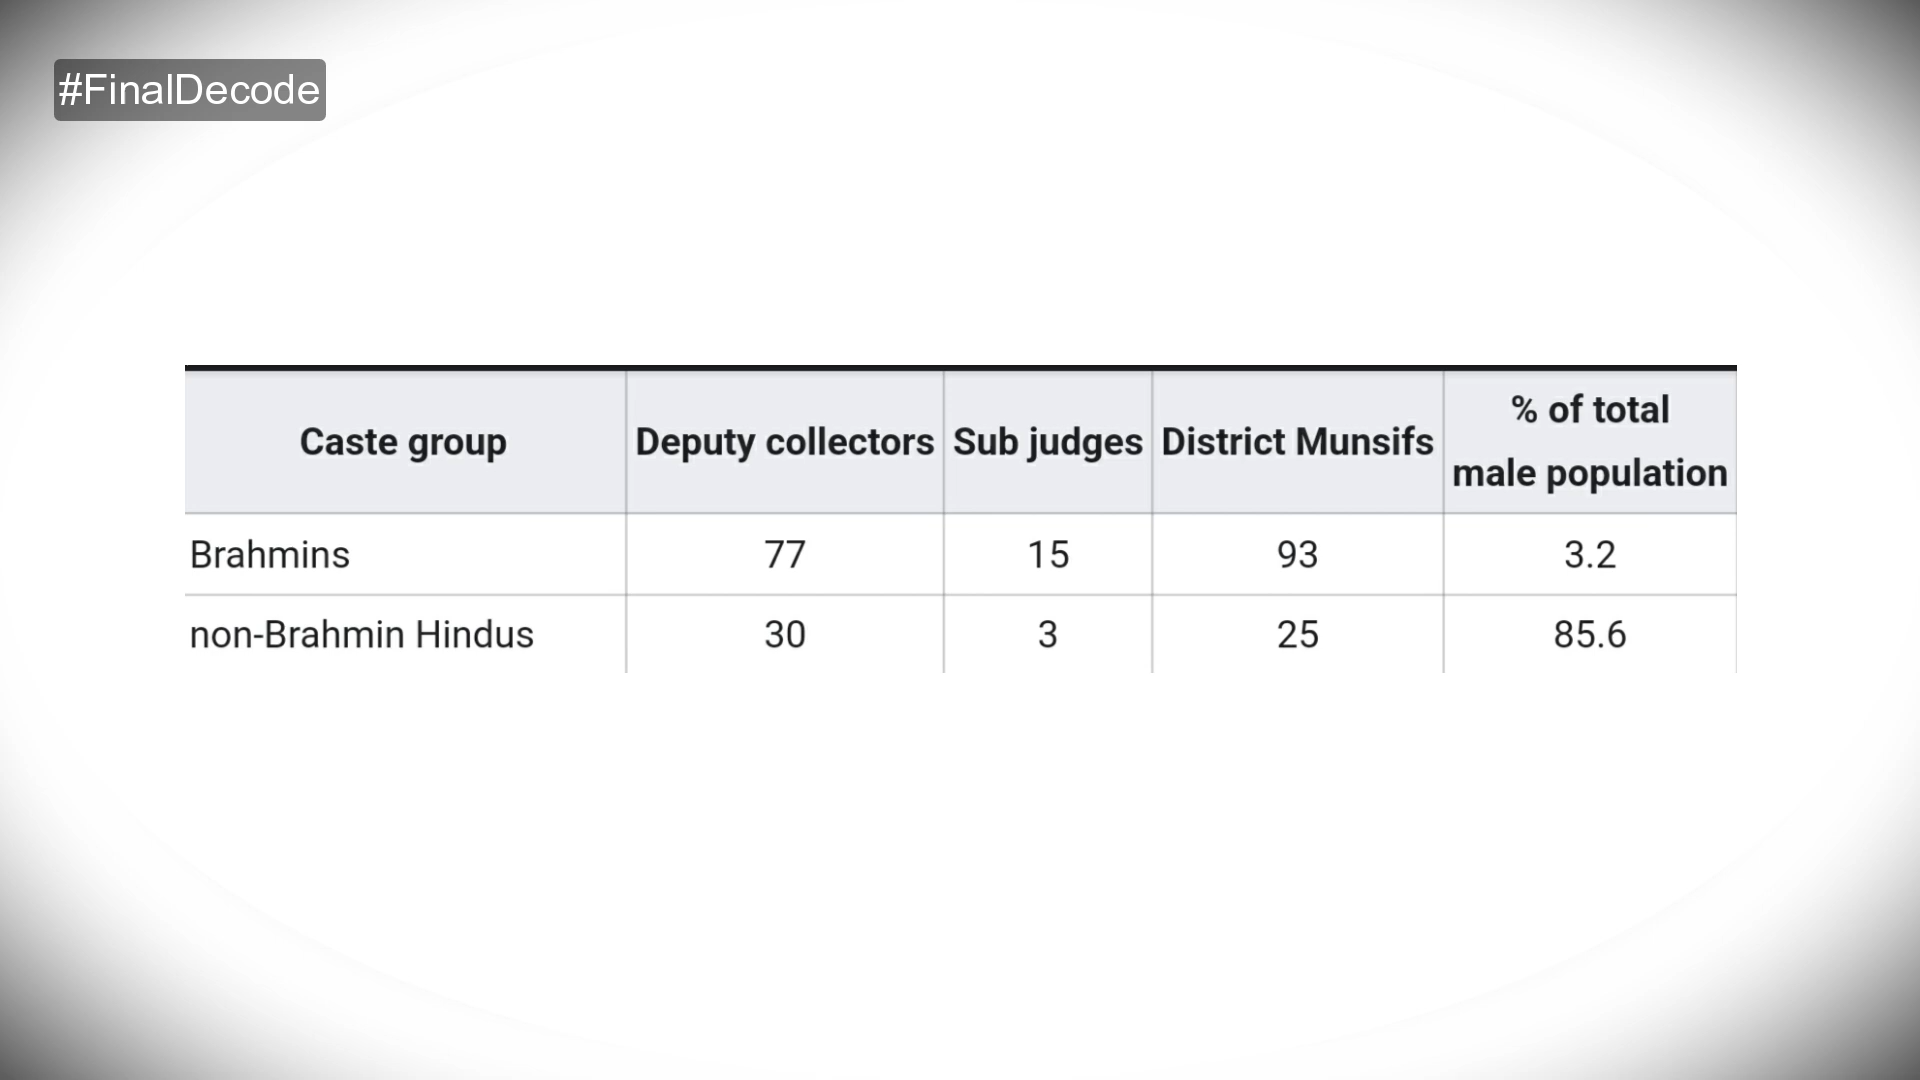 #FinalDecode
Caste group Deputy collectors Sub judges District Munsifs % of total male population
Brahmins 77 15 93 3.2
non-Brahmin Hindus 30 3 25 85.6